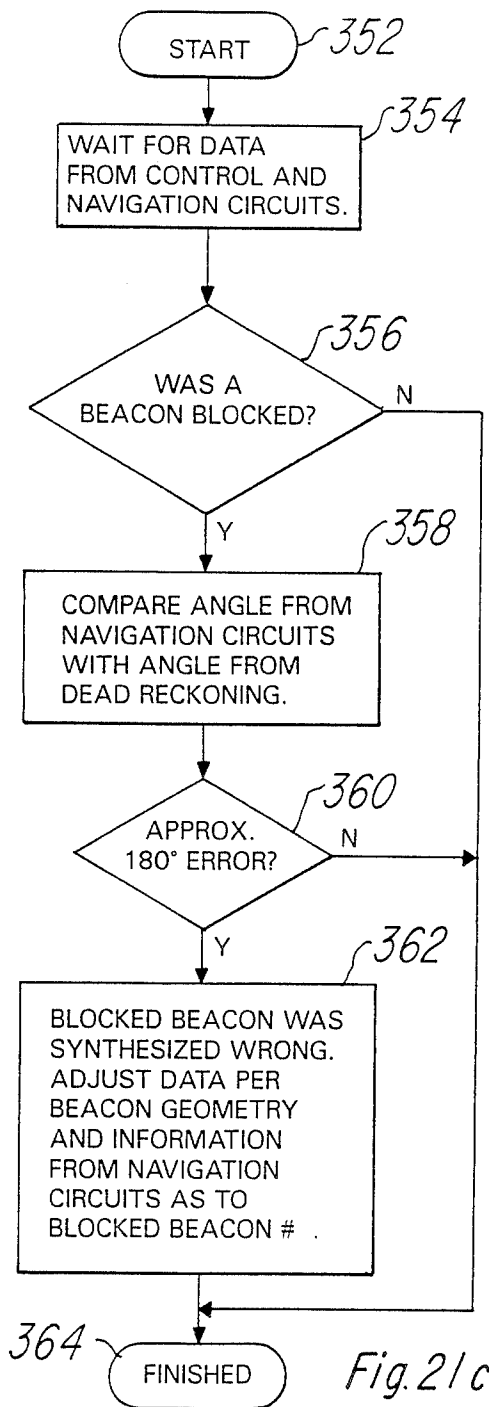 START
352
354
WAIT FOR DATA
FROM CONTROL AND
NAVIGATION CIRCUITS.
356
WAS A
BEACON BLOCKED?
N
Y
358
COMPARE ANGLE FROM
NAVIGATION CIRCUITS
WITH ANGLE FROM
DEAD RECKONING.
360
APPROX.
180° ERROR?
N
Y
362
BLOCKED BEACON WAS
SYNTHESIZED WRONG.
ADJUST DATA PER
BEACON GEOMETRY
AND INFORMATION
FROM NAVIGATION
CIRCUITS AS TO
BLOCKED BEACON # .
364
FINISHED
Fig. 21c